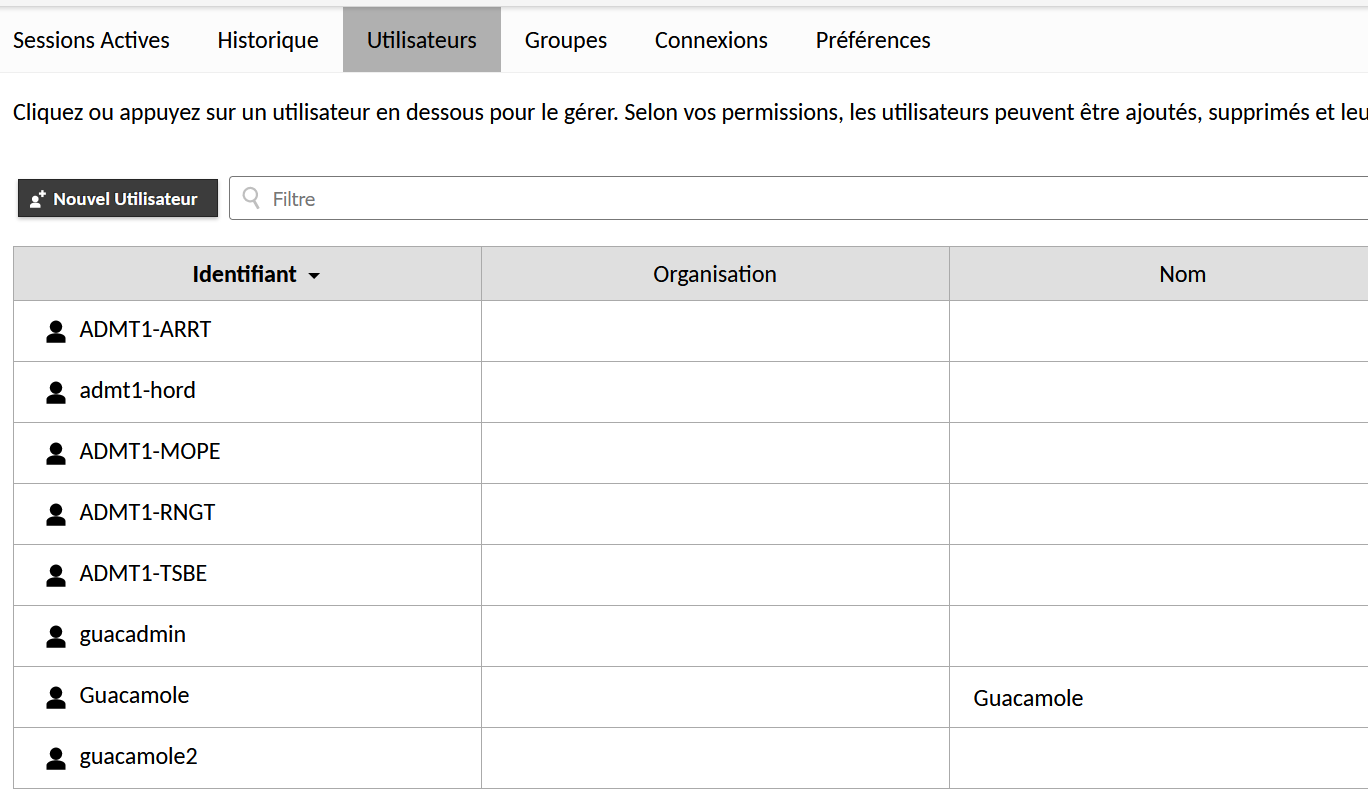 Sessions Actives Historique Utilisateurs Groupes Connexions Préférences
Cliquez ou appuyez sur un utilisateur en dessous pour le gérer. Selon vos permissions, les utilisateurs peuvent être ajoutés, supprimés et leu
Nouvel Utilisateur Filtre
Identifiant Organisation Nom
ADMT1-ARRT
admt1-hord
ADMT1-MOPE
ADMT1-RNGT
ADMT1-TSBE
guacadmin
Guacamole Guacamole
guacamole2